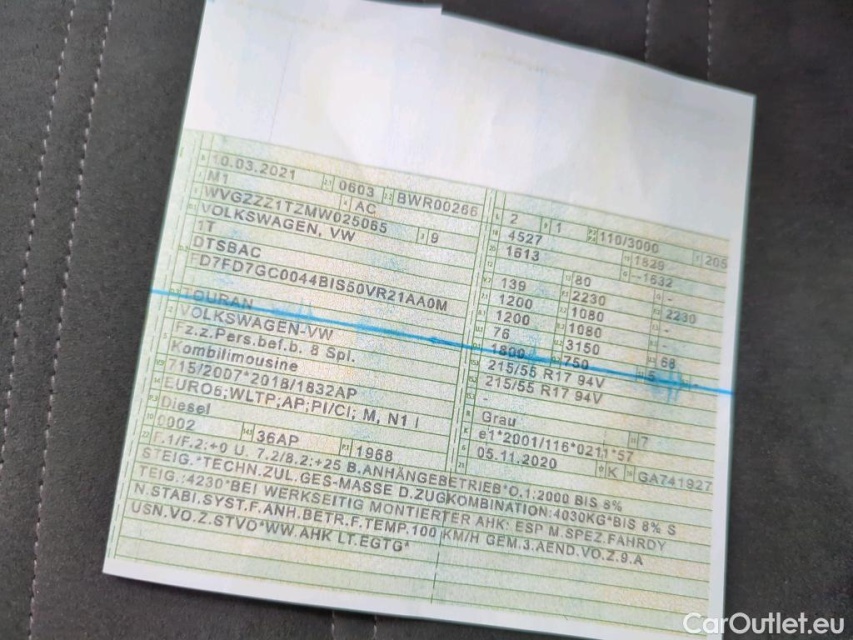 10.03.2021 0603 BWR00266 2 1 110/3000 205
M1 AC 4527 1829
WVGZZZ1TZMW025065 9 1613 -1632
VOLKSWAGEN, VW 139 80 -
1T 1200 2230 2230
DTSBAC 1200 1080 -
FD7FD7GC0044BIS50VR21AA0M 76 1080
TOURAN 1800 3150 68
VOLKSWAGEN-VW 215/55 R17 94V 750 5
Fz.z.Pers.bef.b. 8 Spl. 215/55 R17 94V
Kombilimousine -
715/2007*2018/1832AP Grau 7
EURO6;WLTP;AP;PI/CI; M, N1 I e1*2001/116*0211*57
Diesel 05.11.2020 K GA741927
0002 36AP 1968
F.1/F.2:+0 U. 7.2/8.2:+25 B.ANHÄNGEBETRIEB*O.1:2000 BIS 8%
STEIG.*TECHN.ZUL.GES-MASSE D.ZUGKOMBINATION:4030KG*BIS 8% S
TEIG.:4230*BEI WERKSEITIG MONTIERTER AHK: ESP M.SPEZ.FAHRDY
N.STABI.SYST.F.ANH.BETR.F.TEMP.100 KM/H GEM.3.AEND.VO.Z.9.A
USN.VO.Z.STVO*WW.AHK LT.EGTG*
CarOutlet.eu